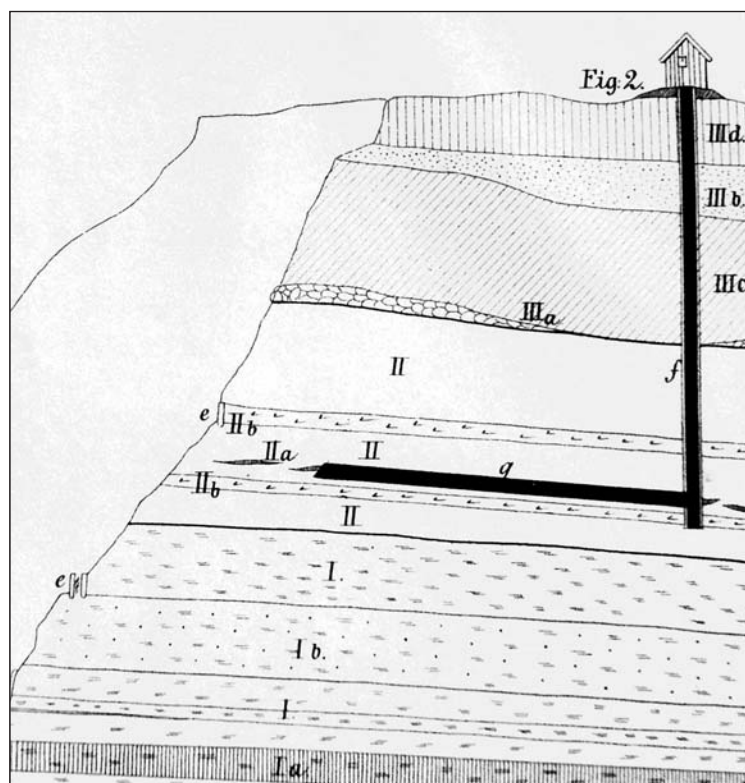 Fig: 2.
III d.
III b.
III c
III a
II
f
e
II b
II a
II
g
II b
II
I.
e
I b.
I.
I a.